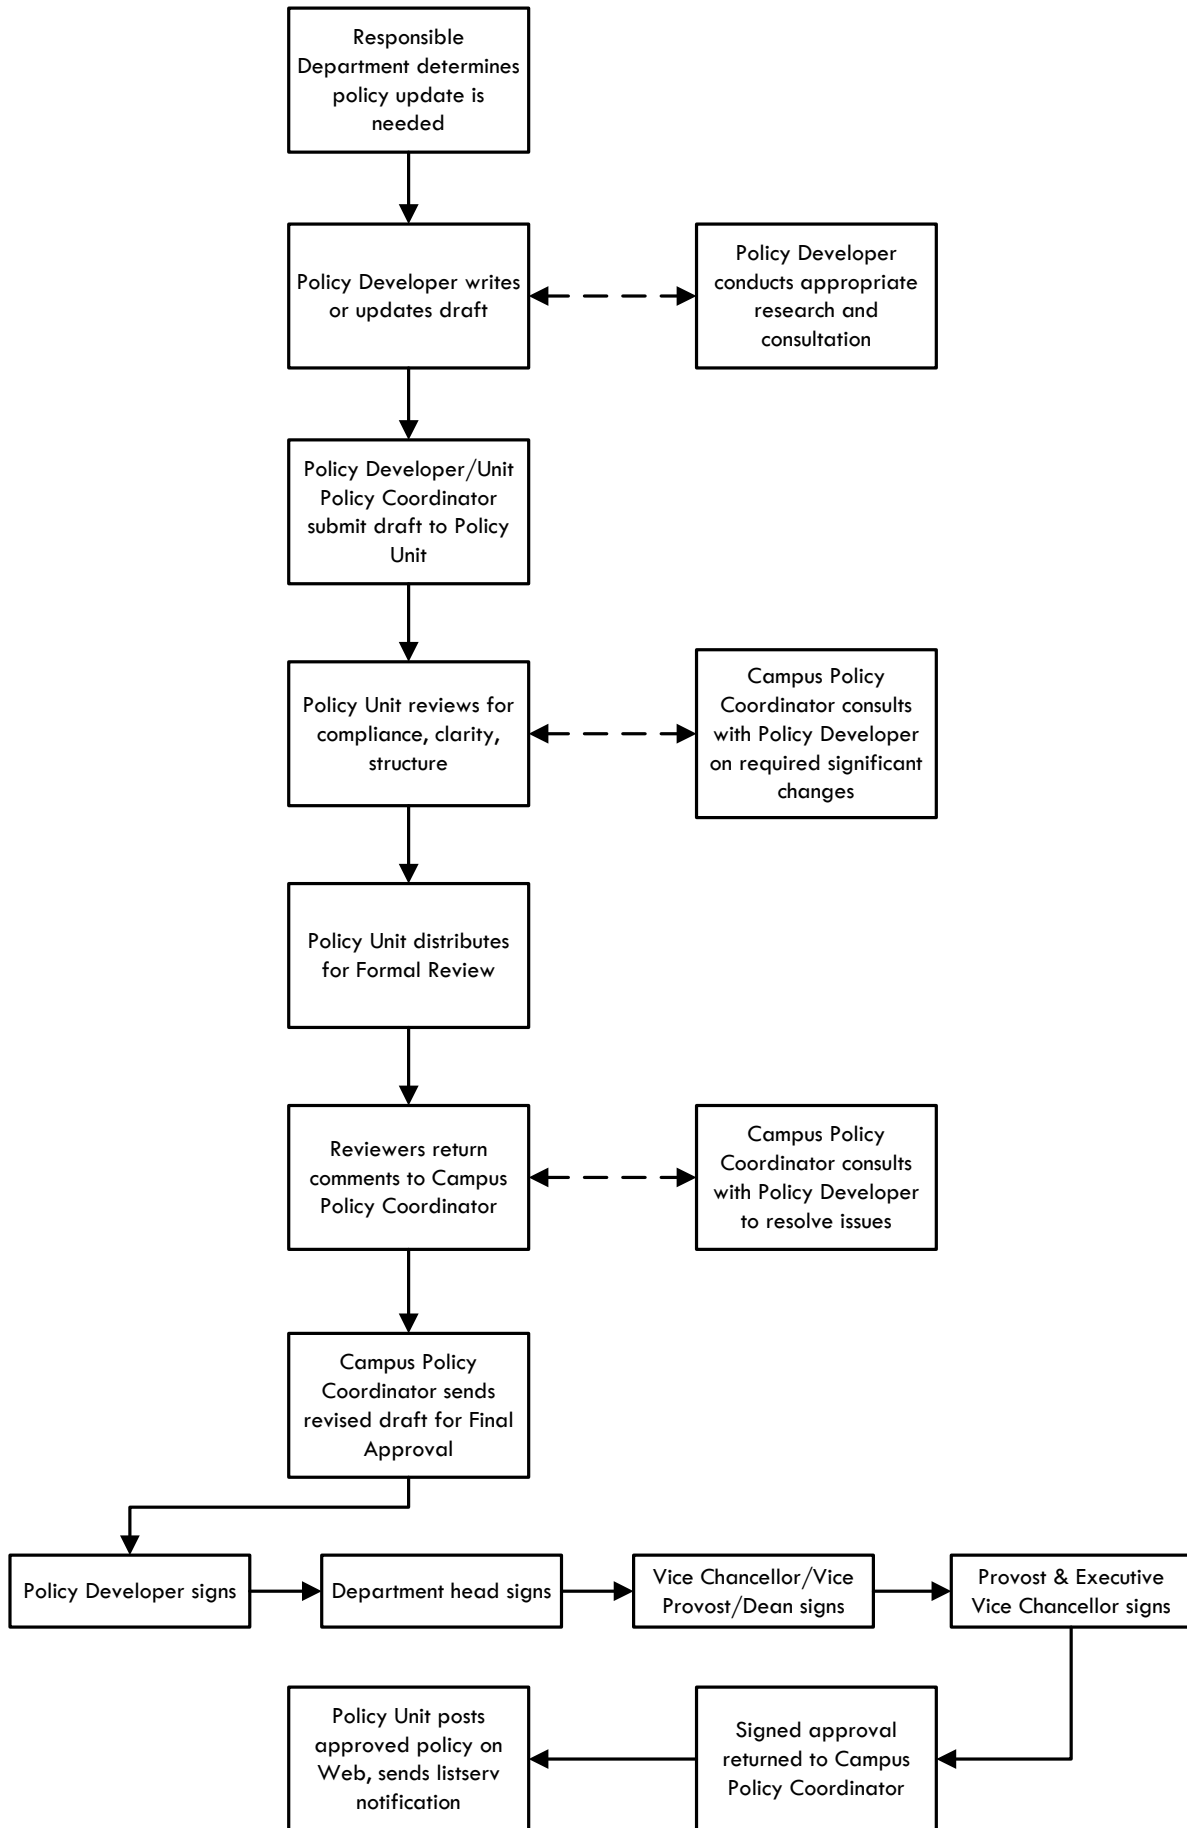 Responsible
Department determines
policy update is
needed
Policy Developer writes
or updates draft
Policy Developer
conducts appropriate
research and
consultation
Policy Developer/Unit
Policy Coordinator
submit draft to Policy
Unit
Policy Unit reviews for
compliance, clarity,
structure
Campus Policy
Coordinator consults
with Policy Developer
on required significant
changes
Policy Unit distributes
for Formal Review
Reviewers return
comments to Campus
Policy Coordinator
Campus Policy
Coordinator consults
with Policy Developer
to resolve issues
Campus Policy
Coordinator sends
revised draft for Final
Approval
Policy Developer signs
Department head signs
Vice Chancellor/Vice
Provost/Dean signs
Provost & Executive
Vice Chancellor signs
Policy Unit posts
approved policy on
Web, sends listserv
notification
Signed approval
returned to Campus
Policy Coordinator